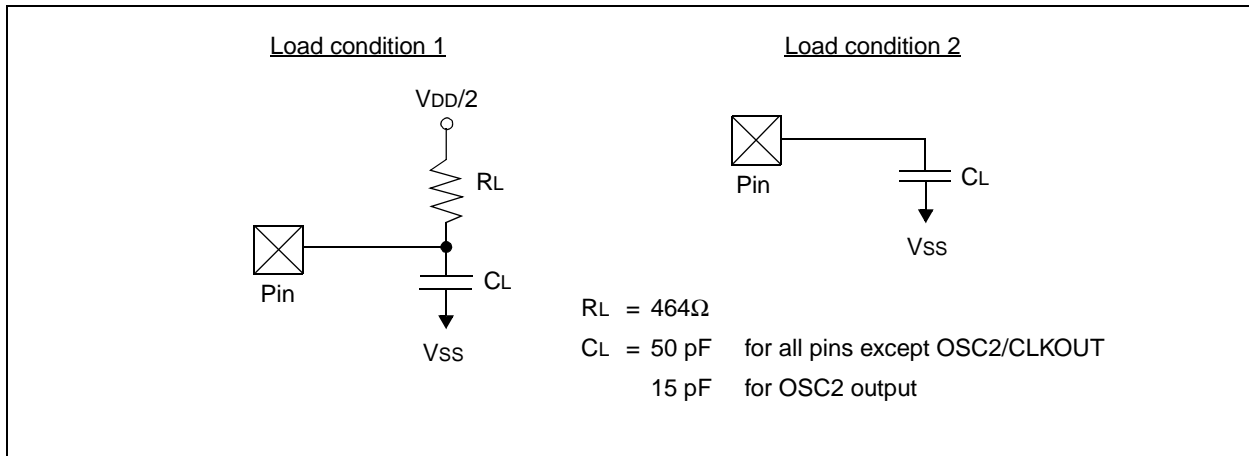 Load condition 1
VDD/2
RL
Pin
CL
VSS
Load condition 2
Pin
CL
VSS
RL = 464Ω
CL = 50 pF for all pins except OSC2/CLKOUT
15 pF for OSC2 output